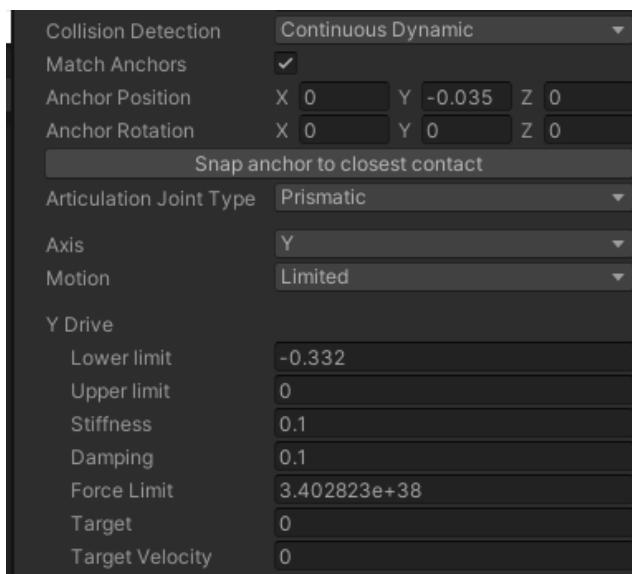 Collision Detection Continuous Dynamic
Match Anchors
Anchor Position X 0 Y -0.035 Z 0
Anchor Rotation X 0 Y 0 Z 0
Snap anchor to closest contact
Articulation Joint Type Prismatic
Axis Y
Motion Limited
Y Drive
Lower limit -0.332
Upper limit 0
Stiffness 0.1
Damping 0.1
Force Limit 3.402823e+38
Target 0
Target Velocity 0